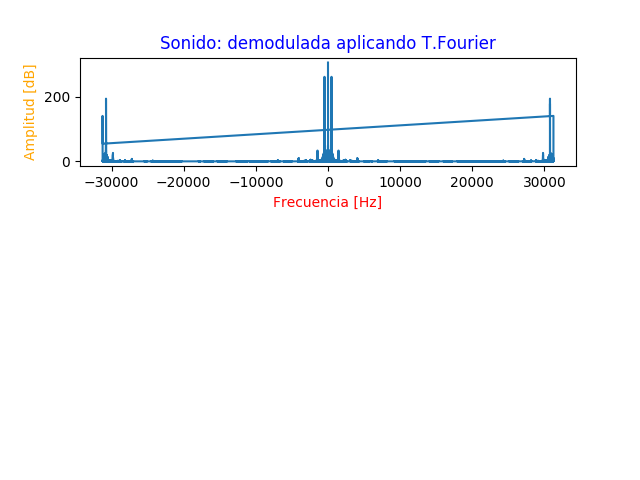 Sonido: demodulada aplicando T.Fourier
Amplitud [dB]
200
0
−30000 −20000 −10000 0 10000 20000 30000
Frecuencia [Hz]